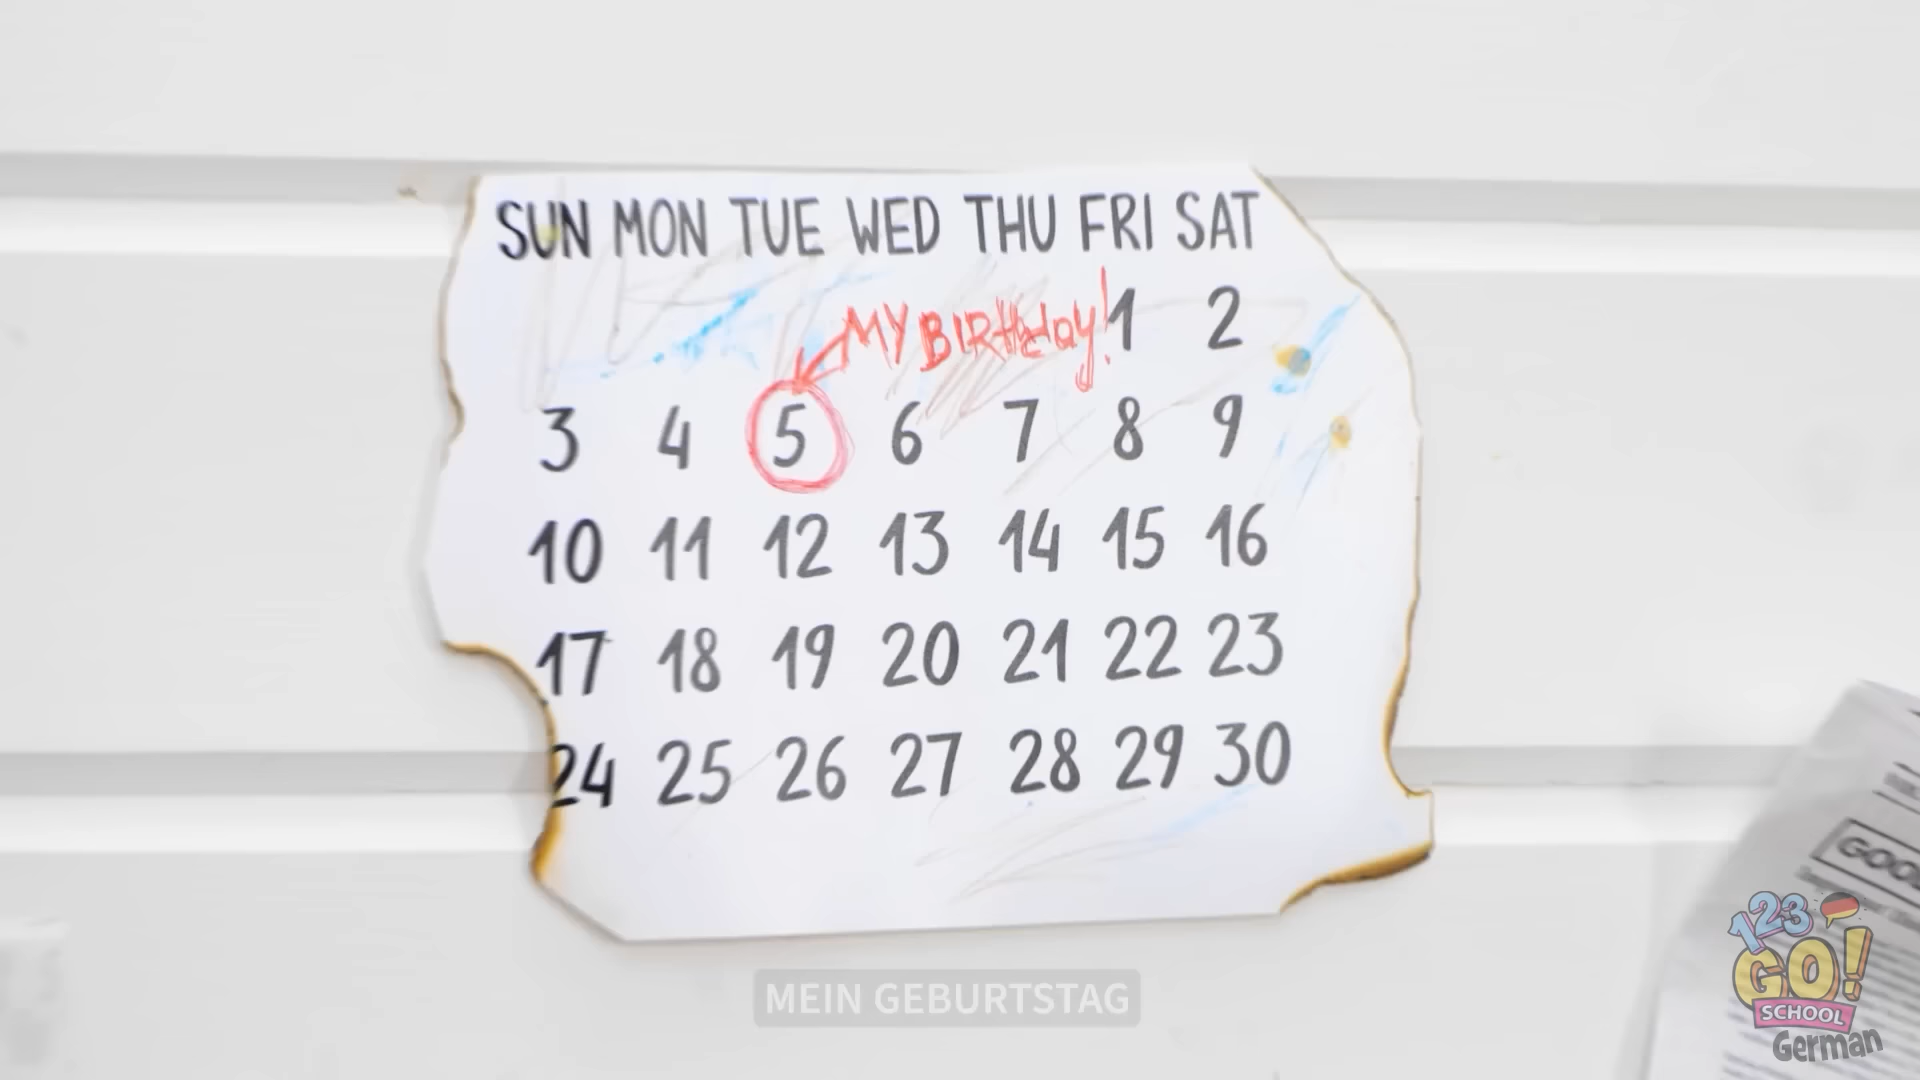 SUN MON TUE WED THU FRI SAT
MY BIRthday! 1 2
3 4 5 6 7 8 9
10 11 12 13 14 15 16
17 18 19 20 21 22 23
24 25 26 27 28 29 30
MEIN GEBURTSTAG
123
GO!
SCHOOL
German